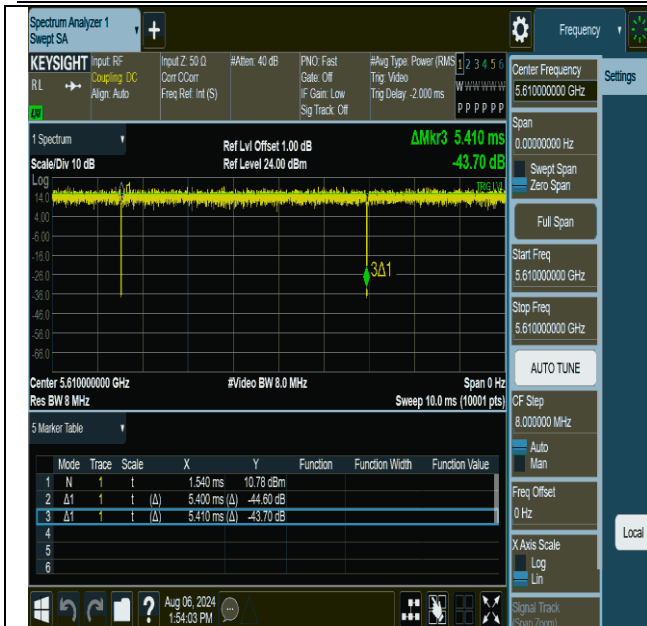 Spectrum Analyzer 1
Swept SA
+
Frequency
KEYSIGHT
RL
Input: RF
Coupling: DC
Align: Auto
Input Z: 50 Ω
Corr CCorr
Freq Ref: Int (S)
#Atten: 40 dB
PNO: Fast
Gate: Off
IF Gain: Low
Sig Track: Off
#Avg Type: Power (RMS
Trig: Video
Trig Delay: -2.000 ms
1 2 3 4 5 6
W W W W W W
P P P P P P
1 Spectrum
Scale/Div 10 dB
Ref Lvl Offset 1.00 dB
Ref Level 24.00 dBm
ΔMkr3 5.410 ms
-43.70 dB
Log
TRIG LVL
14.0
4.00
-6.00
-16.0
-26.0
-36.0
-46.0
-56.0
-66.0
3Δ1
Center 5.610000000 GHz
#Video BW 8.0 MHz
Span 0 Hz
Res BW 8 MHz
Sweep 10.0 ms (10001 pts)
5 Marker Table
Mode Trace Scale X Y Function Function Width Function Value
1 N 1 t 1.540 ms 10.78 dBm
2 Δ1 1 t (Δ) 5.400 ms (Δ) -44.60 dB
3 Δ1 1 t (Δ) 5.410 ms (Δ) -43.70 dB
4
5
6
Aug 06, 2024
1:54:03 PM
?
Center Frequency
5.610000000 GHz
Span
0.00000000 Hz
Swept Span
Zero Span
Full Span
Start Freq
5.610000000 GHz
Stop Freq
5.610000000 GHz
AUTO TUNE
CF Step
8.000000 MHz
Auto
Man
Freq Offset
0 Hz
X Axis Scale
Log
Lin
Signal Track
(Span Zoom)
Settings
Local